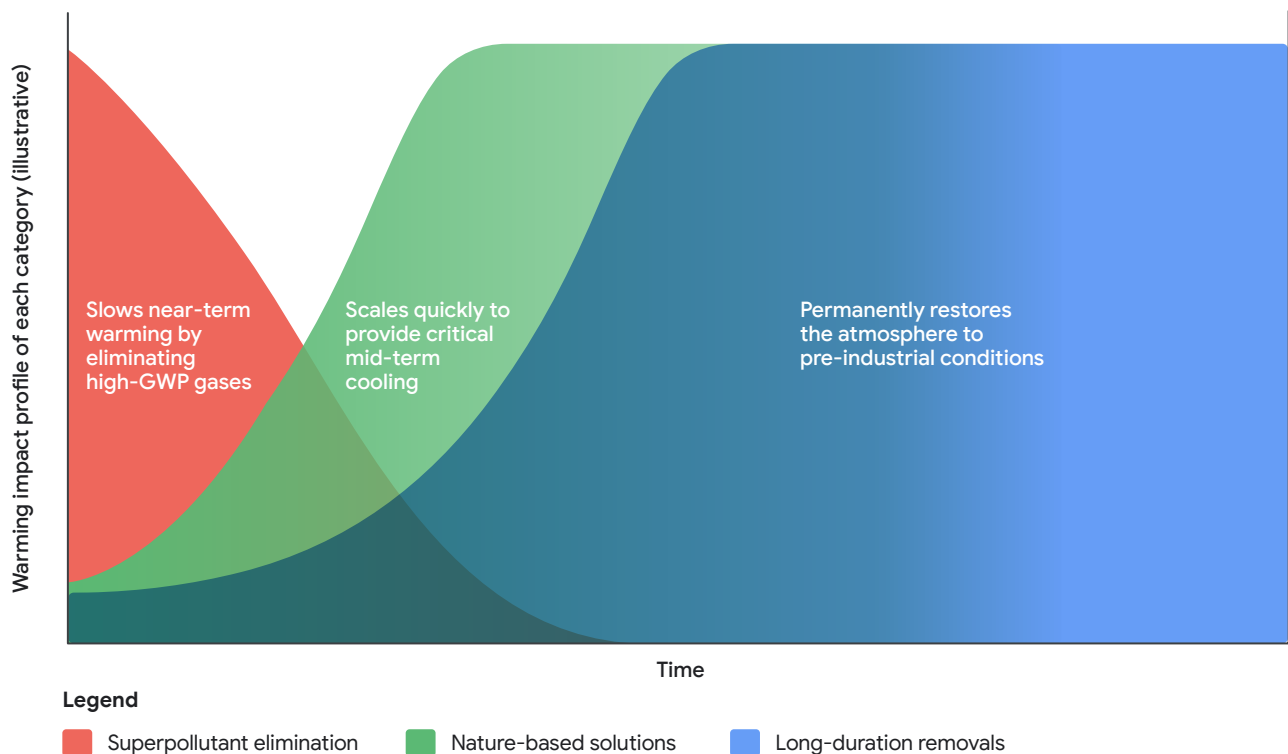 Warming impact profile of each category (illustrative)
Slows near-term
warming by
eliminating
high-GWP gases
Scales quickly to
provide critical
mid-term
cooling
Permanently restores
the atmosphere to
pre-industrial conditions
Time
Legend
Superpollutant elimination
Nature-based solutions
Long-duration removals